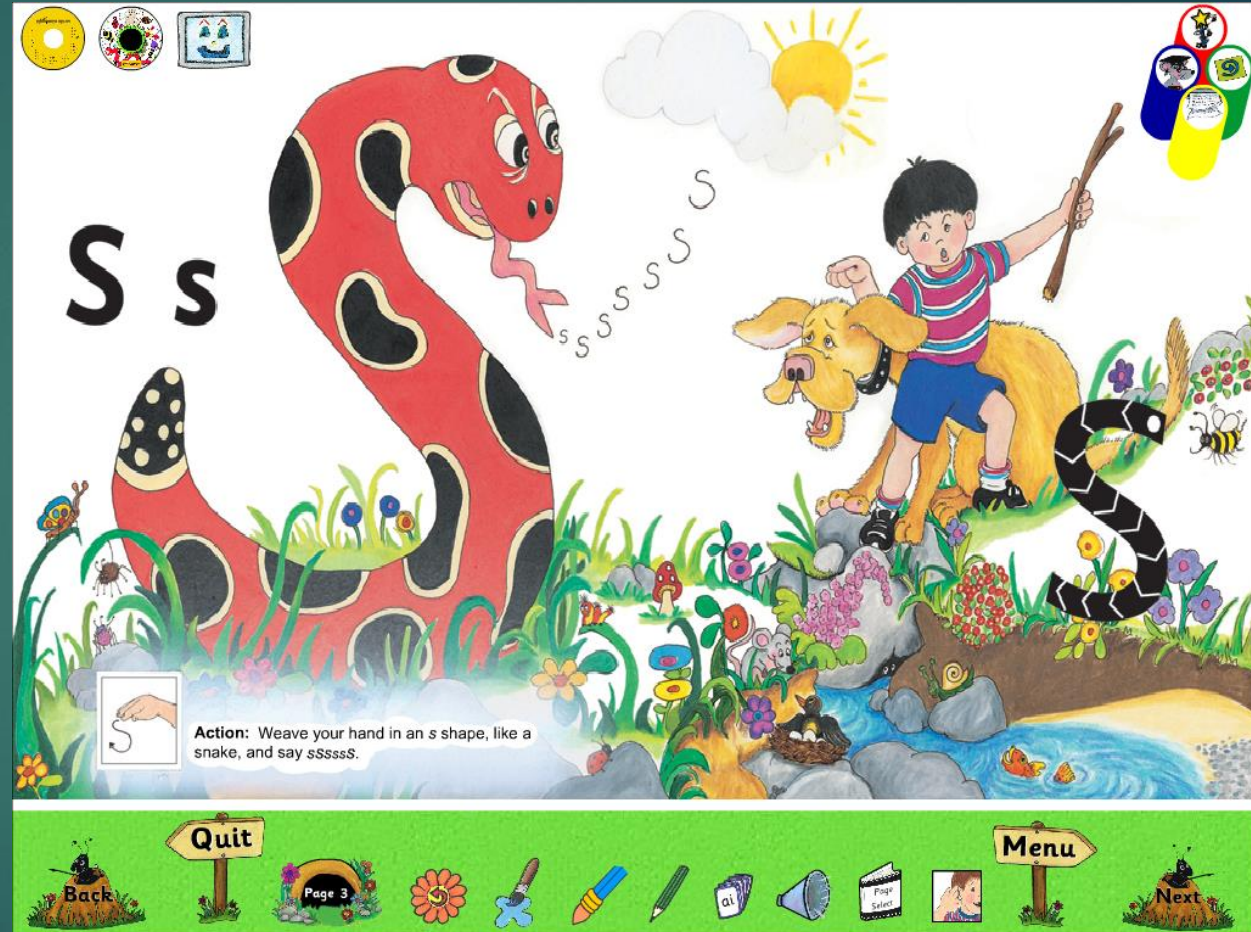 S s
s s s s s s S S
Action: Weave your hand in an s shape, like a
snake, and say sSSssS.
Back
Quit
Page 3
ai
Page
Select
Menu
Next